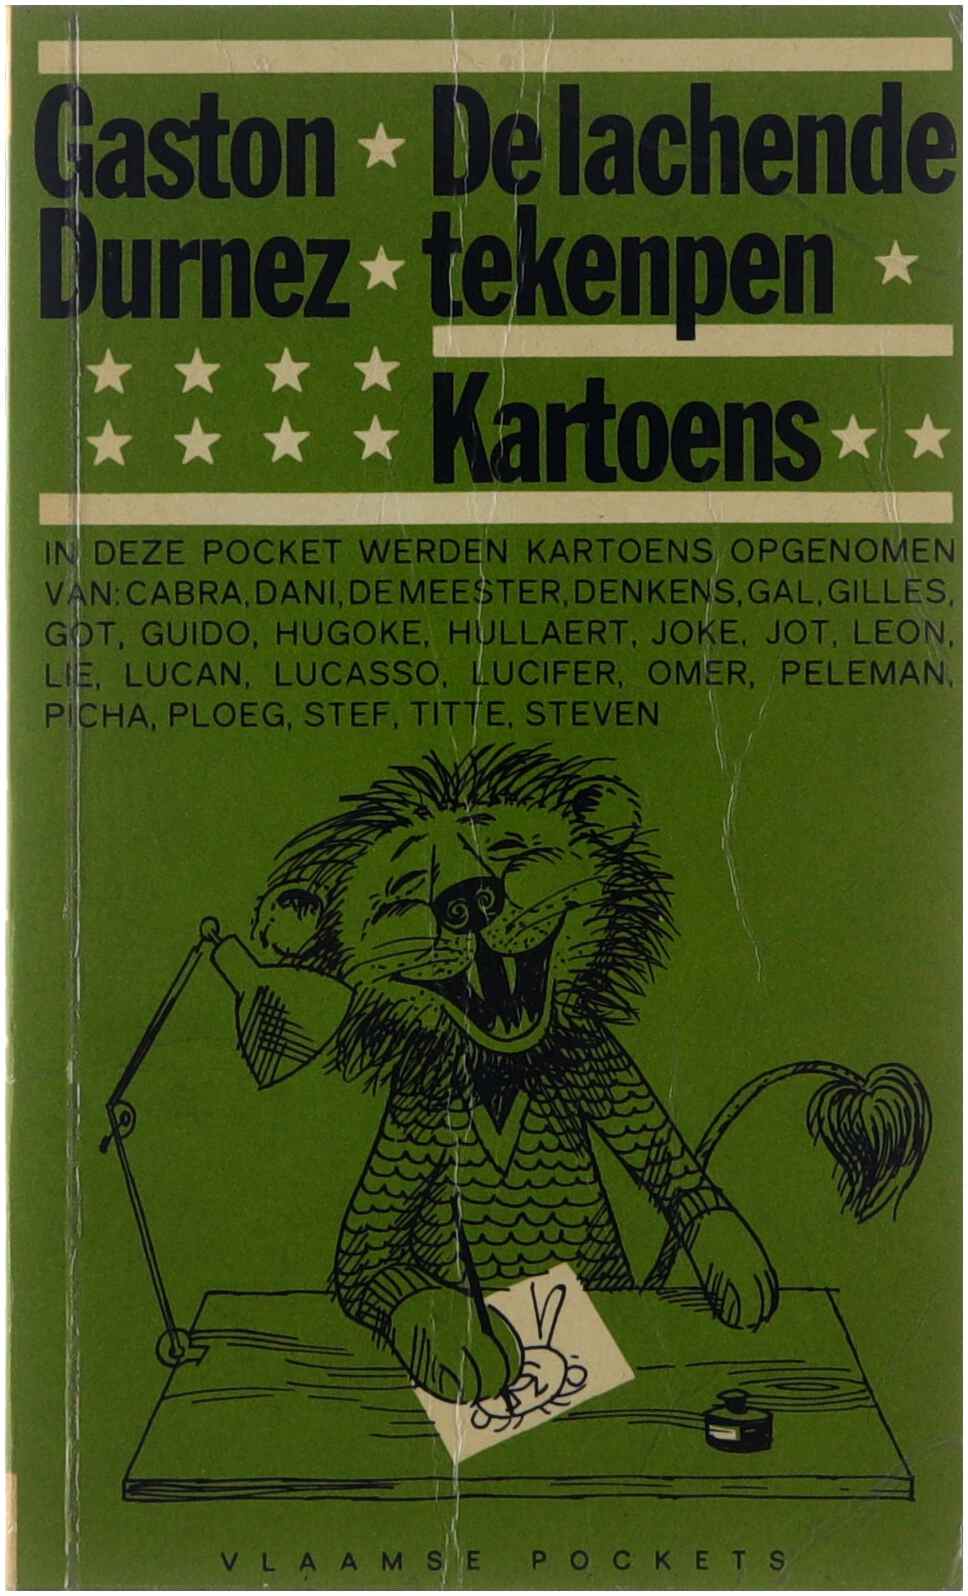 Gaston
Durnez
De lachende
tekenpen
Kartoens
IN DEZE POCKET WERDEN KARTOENS OPGENOMEN
VAN: CABRA, DANI, DE MEESTER, DENKENS, GAL, GILLES,
GOT, GUIDO, HUGOKE, HULLAERT, JOKE, JOT, LEON,
LIE, LUCAN, LUCASSO, LUCIFER, OMER, PELEMAN,
PICHA, PLOEG, STEF, TITTE, STEVEN
VLAAMSE POCKETS